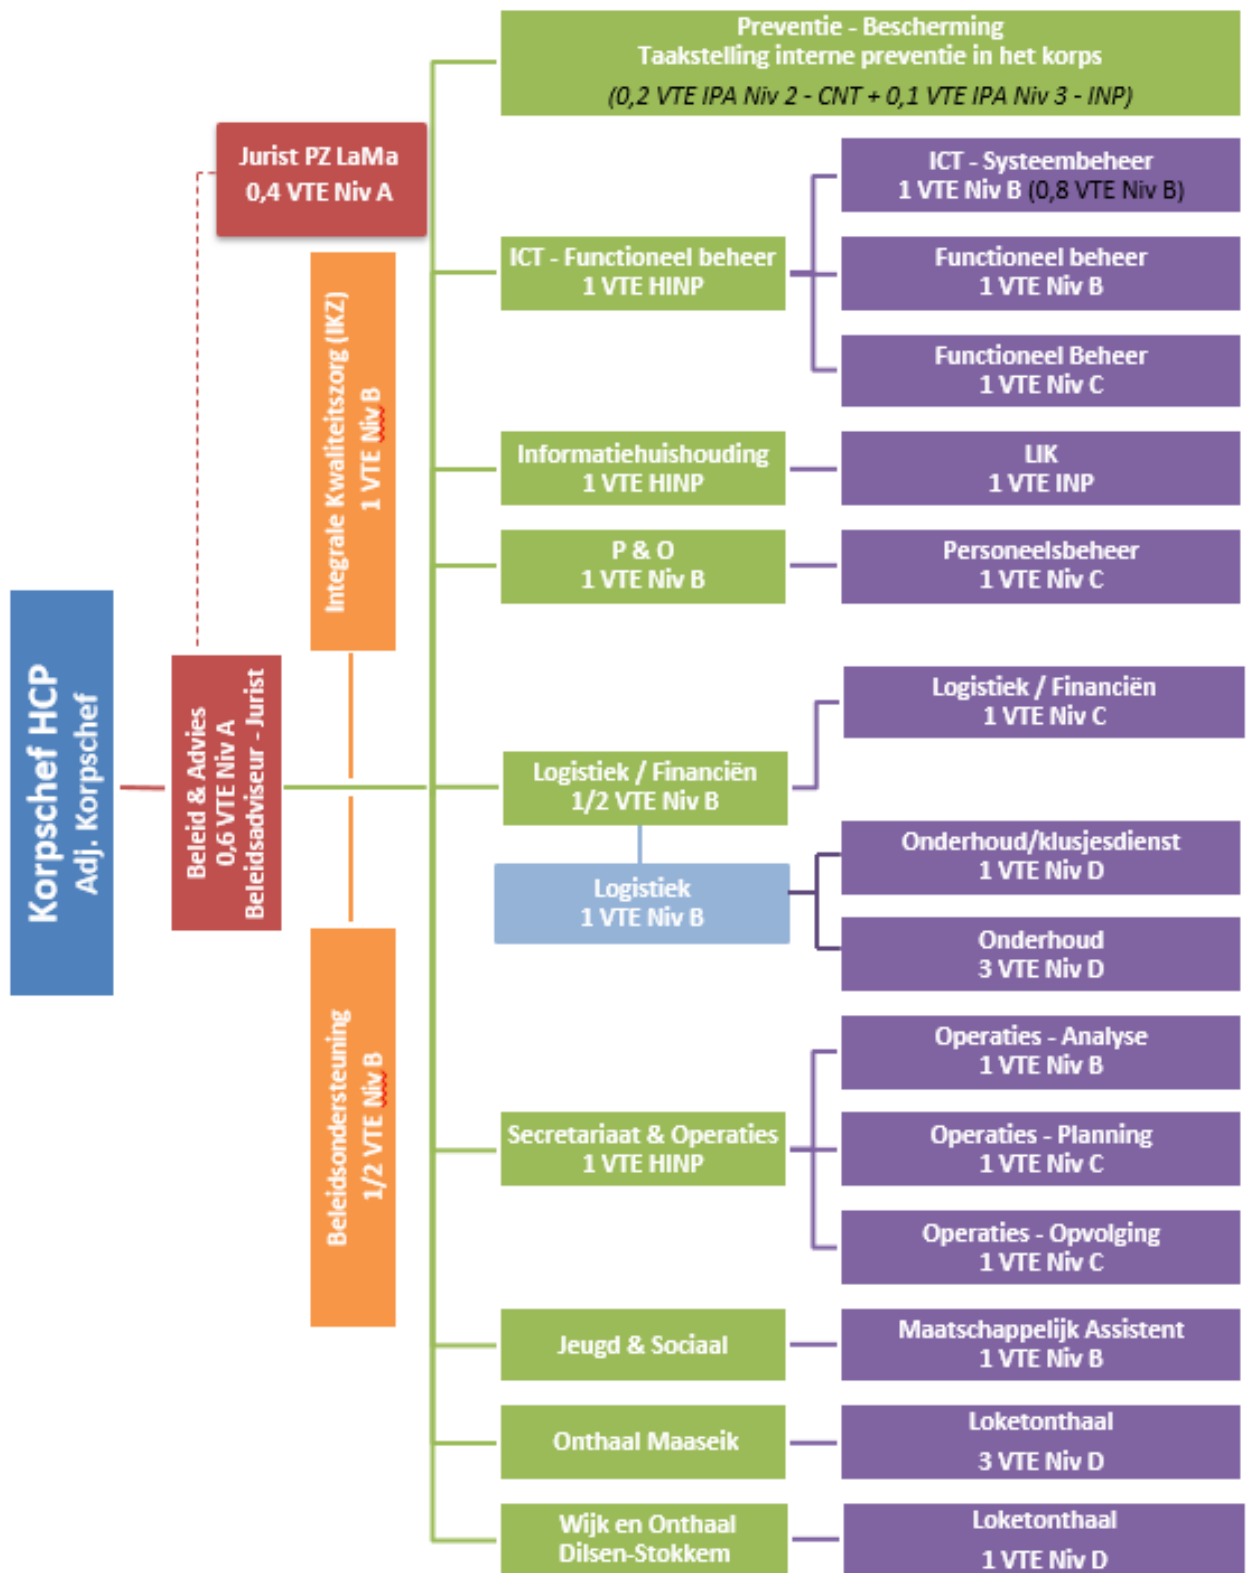 Korpschef HCP
Adj. Korpschef
Beleid & Advies
0,6 VTE Niv A
Beleidsadviseur - Jurist
Jurist PZ LaMa
0,4 VTE Niv A
Integrale Kwaliteitszorg (IKZ)
1 VTE Niv B
Beleidsondersteuning
1/2 VTE Niv B
Preventie - Bescherming
Taakstelling interne preventie in het korps
(0,2 VTE IPA Niv 2 - CNT + 0,1 VTE IPA Niv 3 - INP)
ICT - Functioneel beheer
1 VTE HINP
ICT - Systeembeheer
1 VTE Niv B (0,8 VTE Niv B)
Functioneel beheer
1 VTE Niv B
Functioneel Beheer
1 VTE Niv C
Informatiehuishouding
1 VTE HINP
LIK
1 VTE INP
P & O
1 VTE Niv B
Personeelsbeheer
1 VTE Niv C
Logistiek / Financiën
1/2 VTE Niv B
Logistiek / Financiën
1 VTE Niv C
Logistiek
1 VTE Niv B
Onderhoud/klusjesdienst
1 VTE Niv D
Onderhoud
3 VTE Niv D
Secretariaat & Operaties
1 VTE HINP
Operaties - Analyse
1 VTE Niv B
Operaties - Planning
1 VTE Niv C
Operaties - Opvolging
1 VTE Niv C
Jeugd & Sociaal
Maatschappelijk Assistent
1 VTE Niv B
Onthaal Maaseik
Loketonthaal
3 VTE Niv D
Wijk en Onthaal
Dilsen-Stokkem
Loketonthaal
1 VTE Niv D